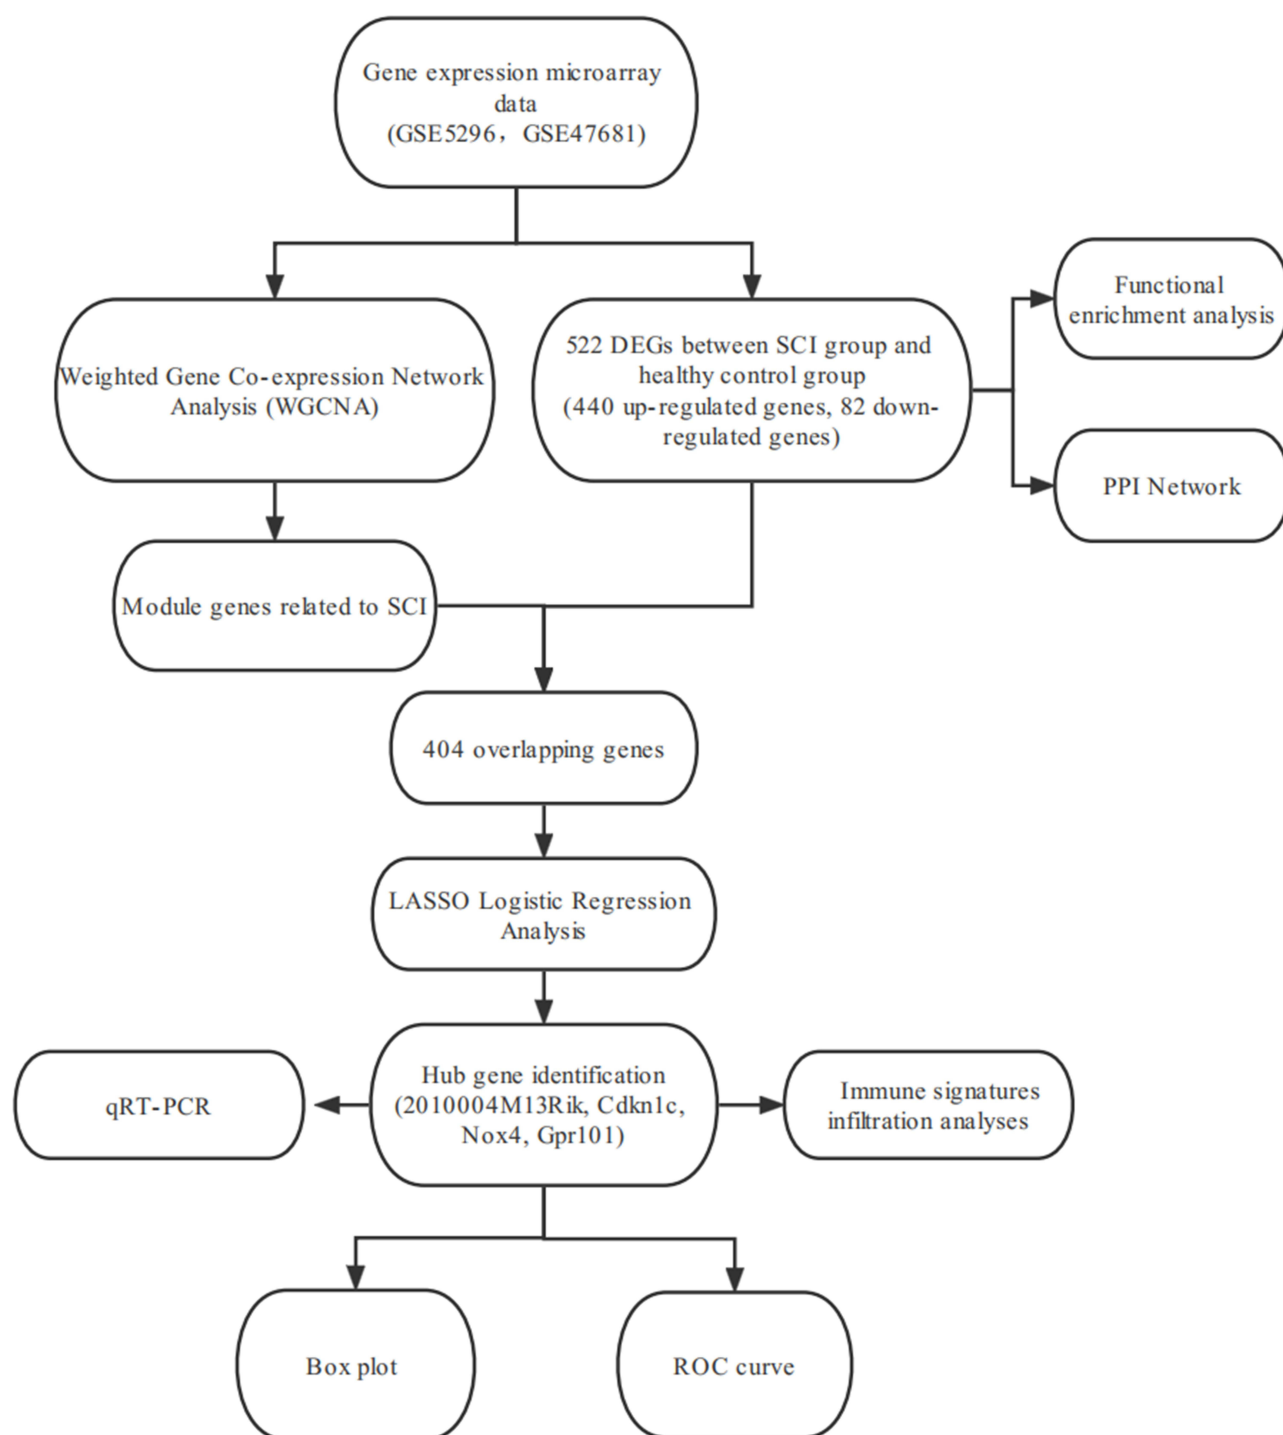 Gene expression microarray
data
(GSE5296，GSE47681)
Weighted Gene Co-expression Network
Analysis (WGCNA)
522 DEGs between SCI group and
healthy control group
(440 up-regulated genes, 82 down-
regulated genes)
Functional
enrichment analysis
PPI Network
Module genes related to SCI
404 overlapping genes
LASSO Logistic Regression
Analysis
Hub gene identification
(2010004M13Rik, Cdkn1c,
Nox4, Gpr101)
qRT-PCR
Immune signatures
infiltration analyses
Box plot
ROC curve